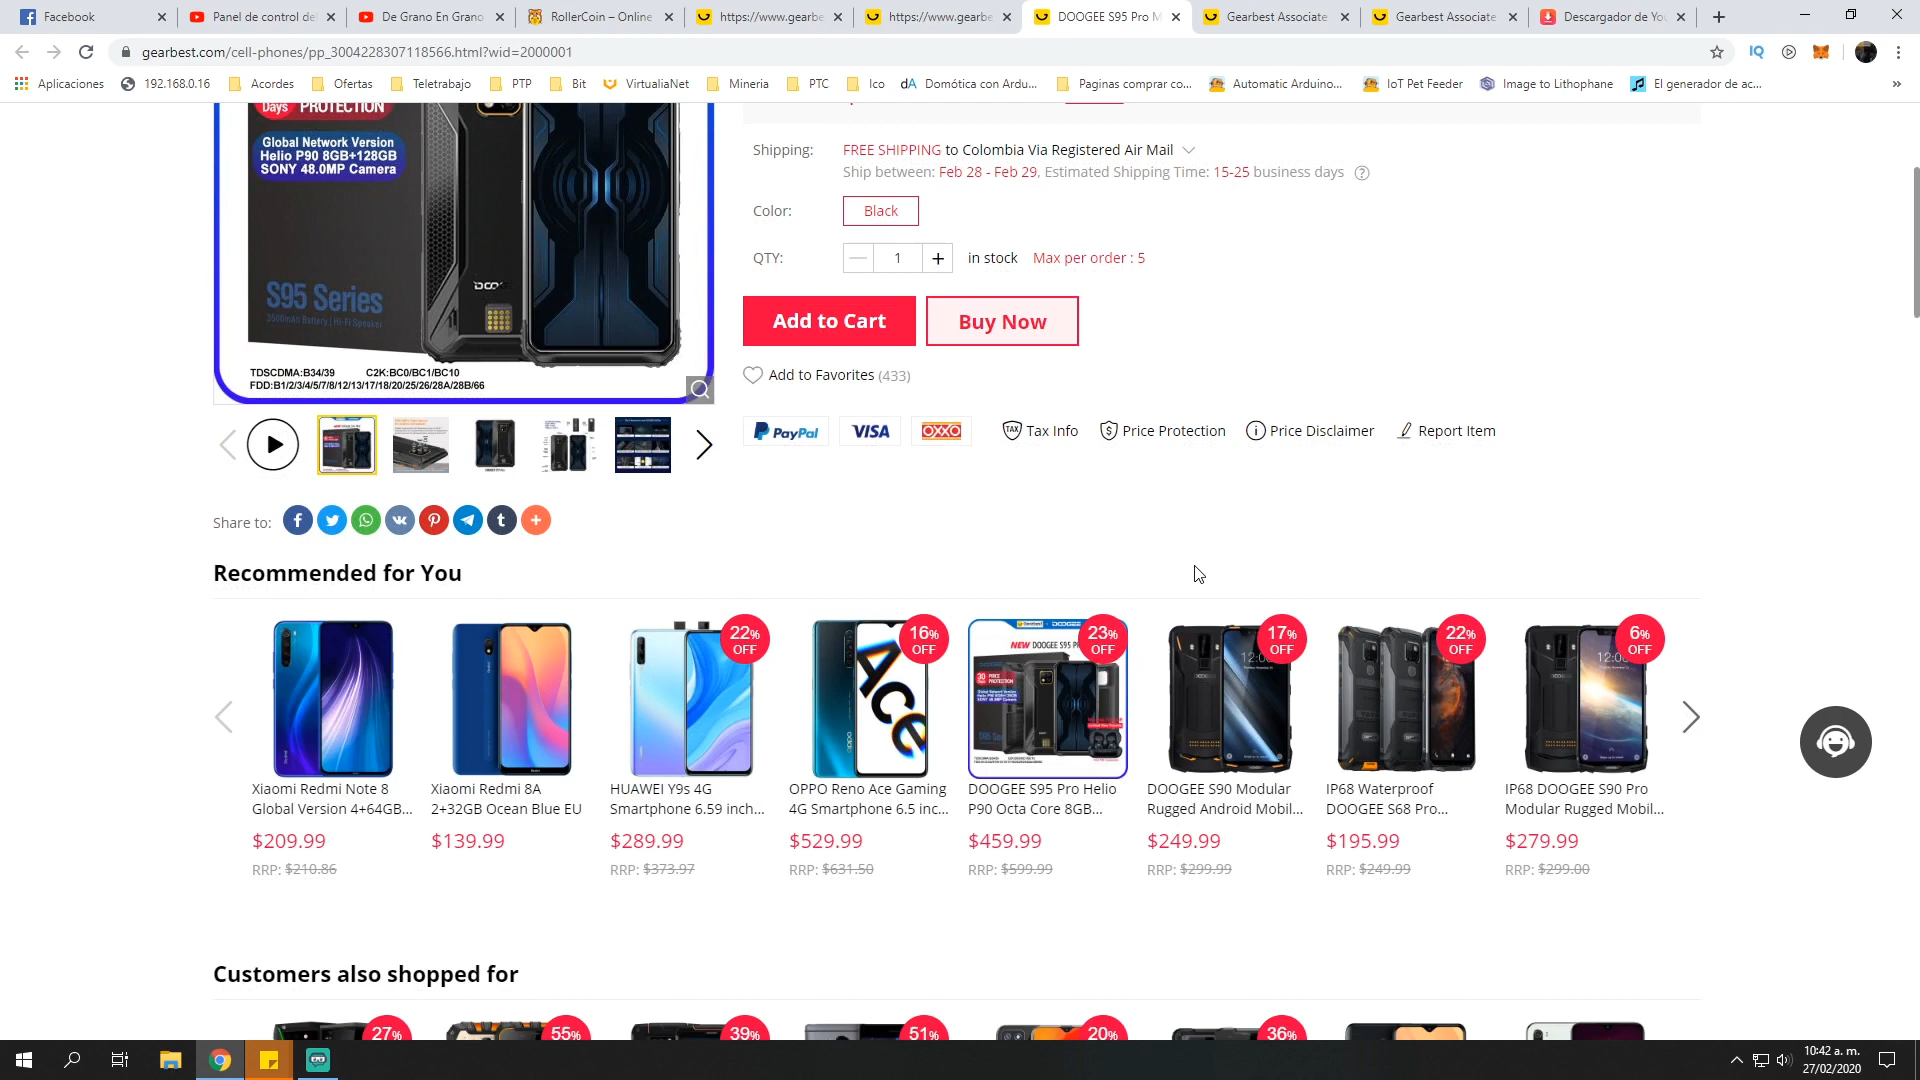 Facebook
Panel de control de
De Grano En Grano
RollerCoin – Online
https://www.gearbe
https://www.gearbe
DOOGEE S95 Pro M
Gearbest Associate
Gearbest Associate
Descargador de Yo
gearbest.com/cell-phones/pp_3004228307118566.html?wid=2000001
Aplicaciones
192.168.0.16
Acordes
Ofertas
Teletrabajo
PTP
Bit
VirtualiaNet
Mineria
PTC
Ico
Domótica con Ardu...
Paginas comprar co...
Automatic Arduino...
IoT Pet Feeder
Image to Lithophane
El generador de ac...
Days PROTECTION
Global Network Version
Helio P90 8GB+128GB
SONY 48.0MP Camera
S95 Series
TDSCDMA:B34/39 C2K:BC0/BC1/BC10
FDD:B1/2/3/4/5/7/8/12/13/17/18/20/25/26/28A/28B/66
Shipping: FREE SHIPPING to Colombia Via Registered Air Mail
Ship between: Feb 28 - Feb 29, Estimated Shipping Time: 15-25 business days
Color: Black
QTY: 1 + in stock Max per order : 5
Add to Cart
Buy Now
Add to Favorites (433)
PayPal VISA OXXO TAX Tax Info Price Protection Price Disclaimer Report Item
Share to:
Recommended for You
22% OFF
16% OFF
23% OFF
17% OFF
22% OFF
6% OFF
Xiaomi Redmi Note 8
Global Version 4+64GB...
$209.99
RRP: $210.86
Xiaomi Redmi 8A
2+32GB Ocean Blue EU
$139.99
HUAWEI Y9s 4G
Smartphone 6.59 inch...
$289.99
RRP: $373.97
OPPO Reno Ace Gaming
4G Smartphone 6.5 inc...
$529.99
RRP: $631.50
DOOGEE S95 Pro Helio
P90 Octa Core 8GB...
$459.99
RRP: $599.99
DOOGEE S90 Modular
Rugged Android Mobil...
$249.99
RRP: $299.99
IP68 Waterproof
DOOGEE S68 Pro...
$195.99
RRP: $249.99
IP68 DOOGEE S90 Pro
Modular Rugged Mobil...
$279.99
RRP: $299.00
Customers also shopped for
27%
55%
39%
51%
20%
36%
10:42 a. m.
27/02/2020